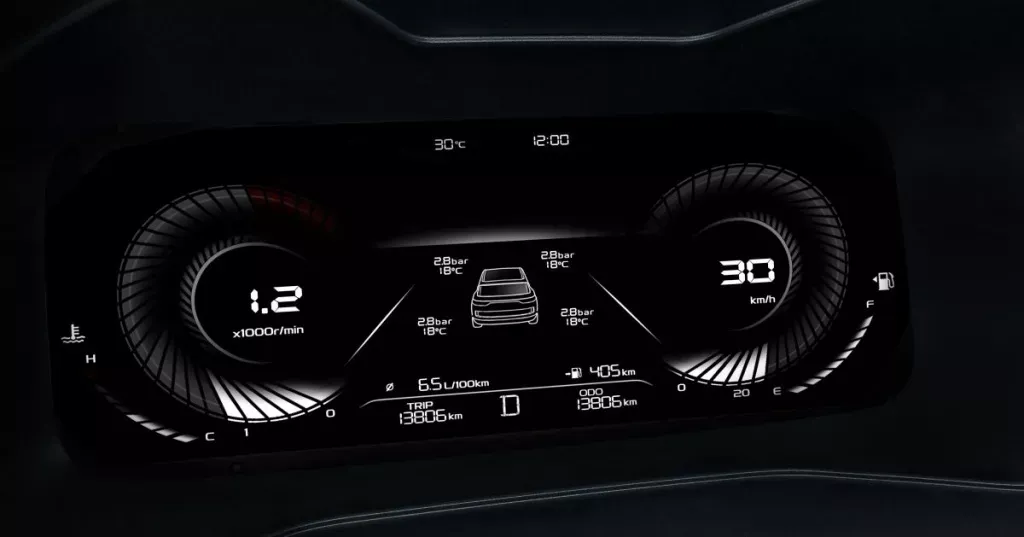 30°C 12:00
2.8bar 18°C
2.8bar 18°C
1.2
x1000r/min
30
km/h
2.8bar 18°C
2.8bar 18°C
H
C
1
0
F
E
0
20
Ø 6.5L/100km
405km
TRIP
13806km
D
ODO
13806km